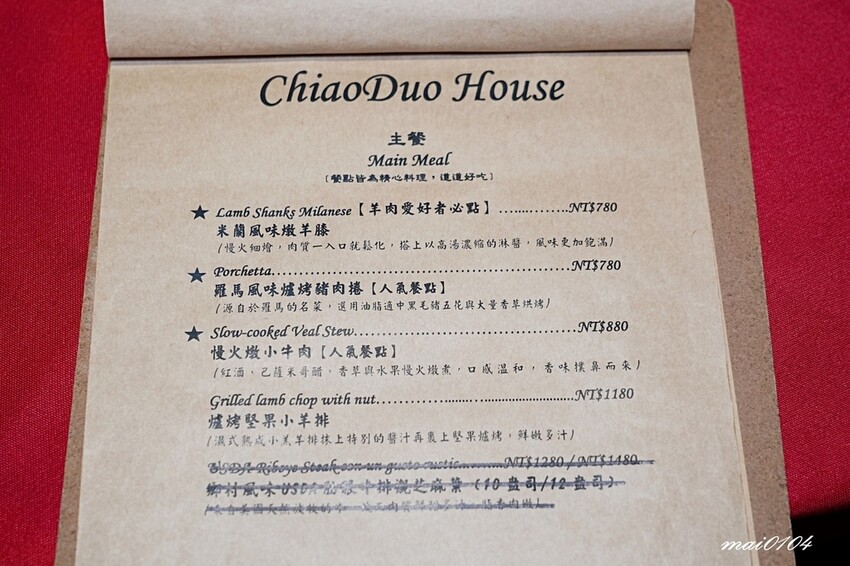 ChiaoDuo House
主餐
Main Meal
(餐點皆為精心料理，道道好吃)
★ Lamb Shanks Milanese【羊肉愛好者必點】..............NT$780
米蘭風味燉羊膝
(慢火細燴，肉質一入口就鬆化，搭上以高湯濃縮的淋醬，風味更加飽滿)
★ Porchetta.......................................................NT$780
羅馬風味爐烤豬肉捲【人氣餐點】
(源自於羅馬的名菜，選用油脂適中黑毛豬五花與大量香草烘烤)
★ Slow-cooked Veal Stew..........................................NT$880
慢火燉小牛肉【人氣餐點】
(紅酒、巴薩米哥醋、香草與水果慢火燉煮，口感溫和，香味撲鼻而來)
Grilled lamb chop with nut..........................................NT$1180
爐烤堅果小羊排
(濕式熟成小羔羊排抹上特別的醬汁再裹上堅果爐烤，鮮嫩多汁)
USDA Ribeye Steak con un gusto rustic..........NT$1280 / NT$1480
鄉村風味USDA肋眼牛排襯芝麻葉 (10盎司/12盎司)
mai0104